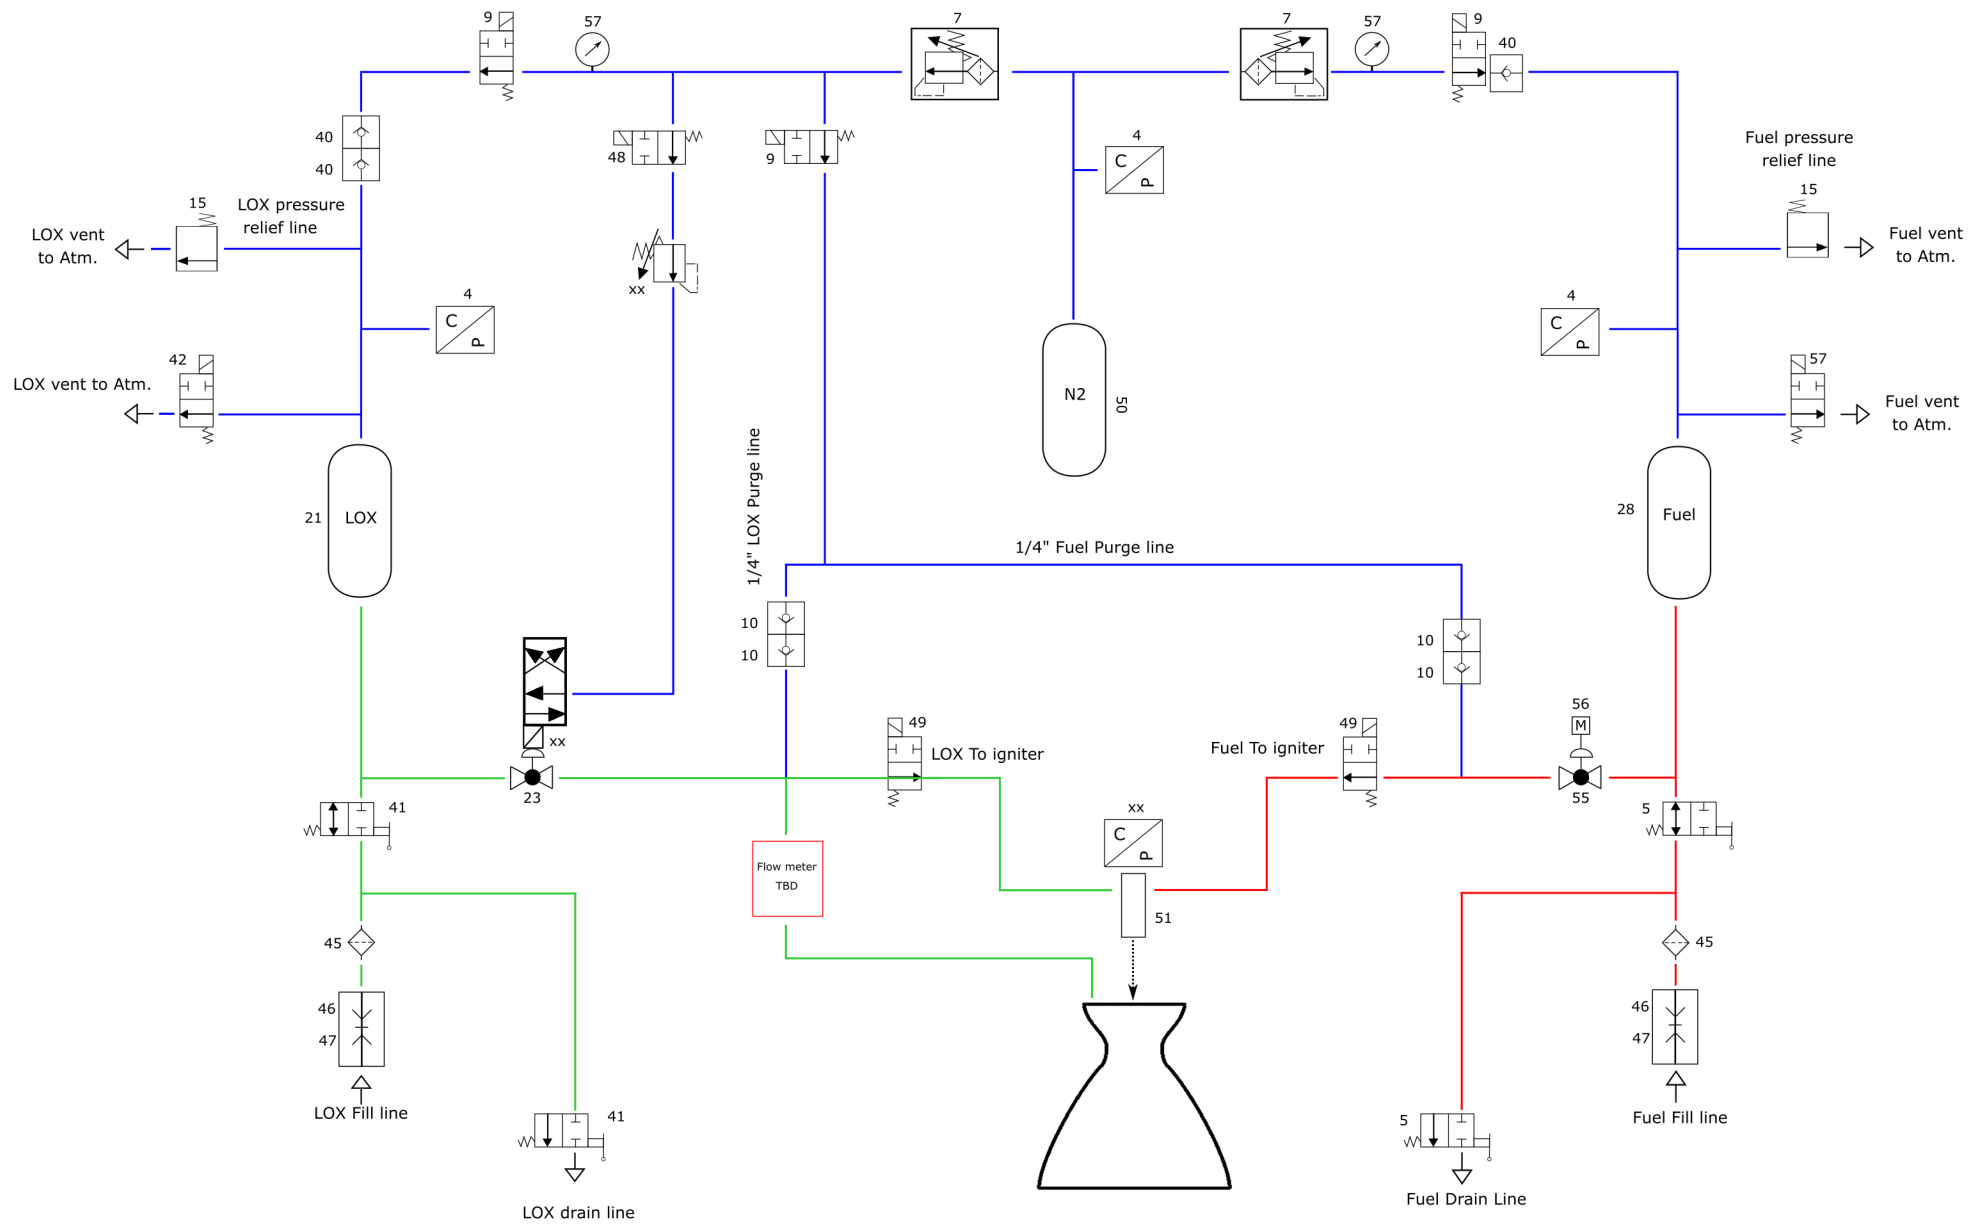 9
57
7
7
57
9
40
40
40
48
9
4
C
P
Fuel pressure
relief line
15
LOX pressure
relief line
15
LOX vent
to Atm.
Fuel vent
to Atm.
xx
4
C
P
4
C
P
42
LOX vent to Atm.
57
Fuel vent
to Atm.
N2
50
21
LOX
28
Fuel
1/4" LOX Purge line
1/4" Fuel Purge line
10
10
10
10
xx
23
49
LOX To igniter
Fuel To igniter
49
56
M
55
41
5
xx
C
P
51
Flow meter
TBD
45
45
46
47
46
47
LOX Fill line
Fuel Fill line
41
5
LOX drain line
Fuel Drain Line